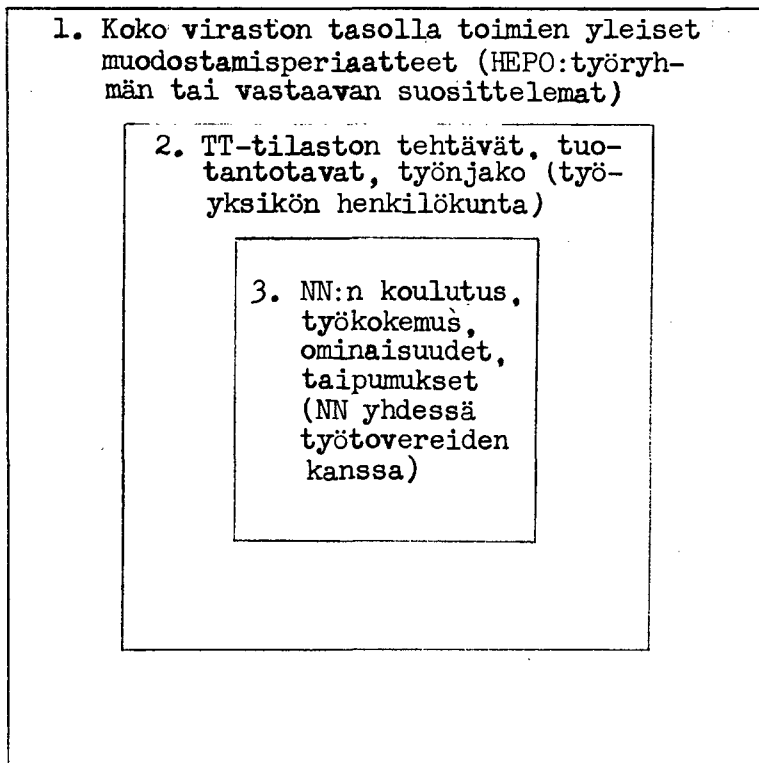 1. Koko viraston tasolla toimien yleiset
muodostamisperiaatteet (HEPO:työryh-
män tai vastaavan suosittelemat)
2. TT-tilaston tehtävät, tuo-
tantotavat, työnjako (työ-
yksikön henkilökunta)
3. NN:n koulutus,
työkokemus,
ominaisuudet,
taipumukset
(NN yhdessä
työtovereiden
kanssa)